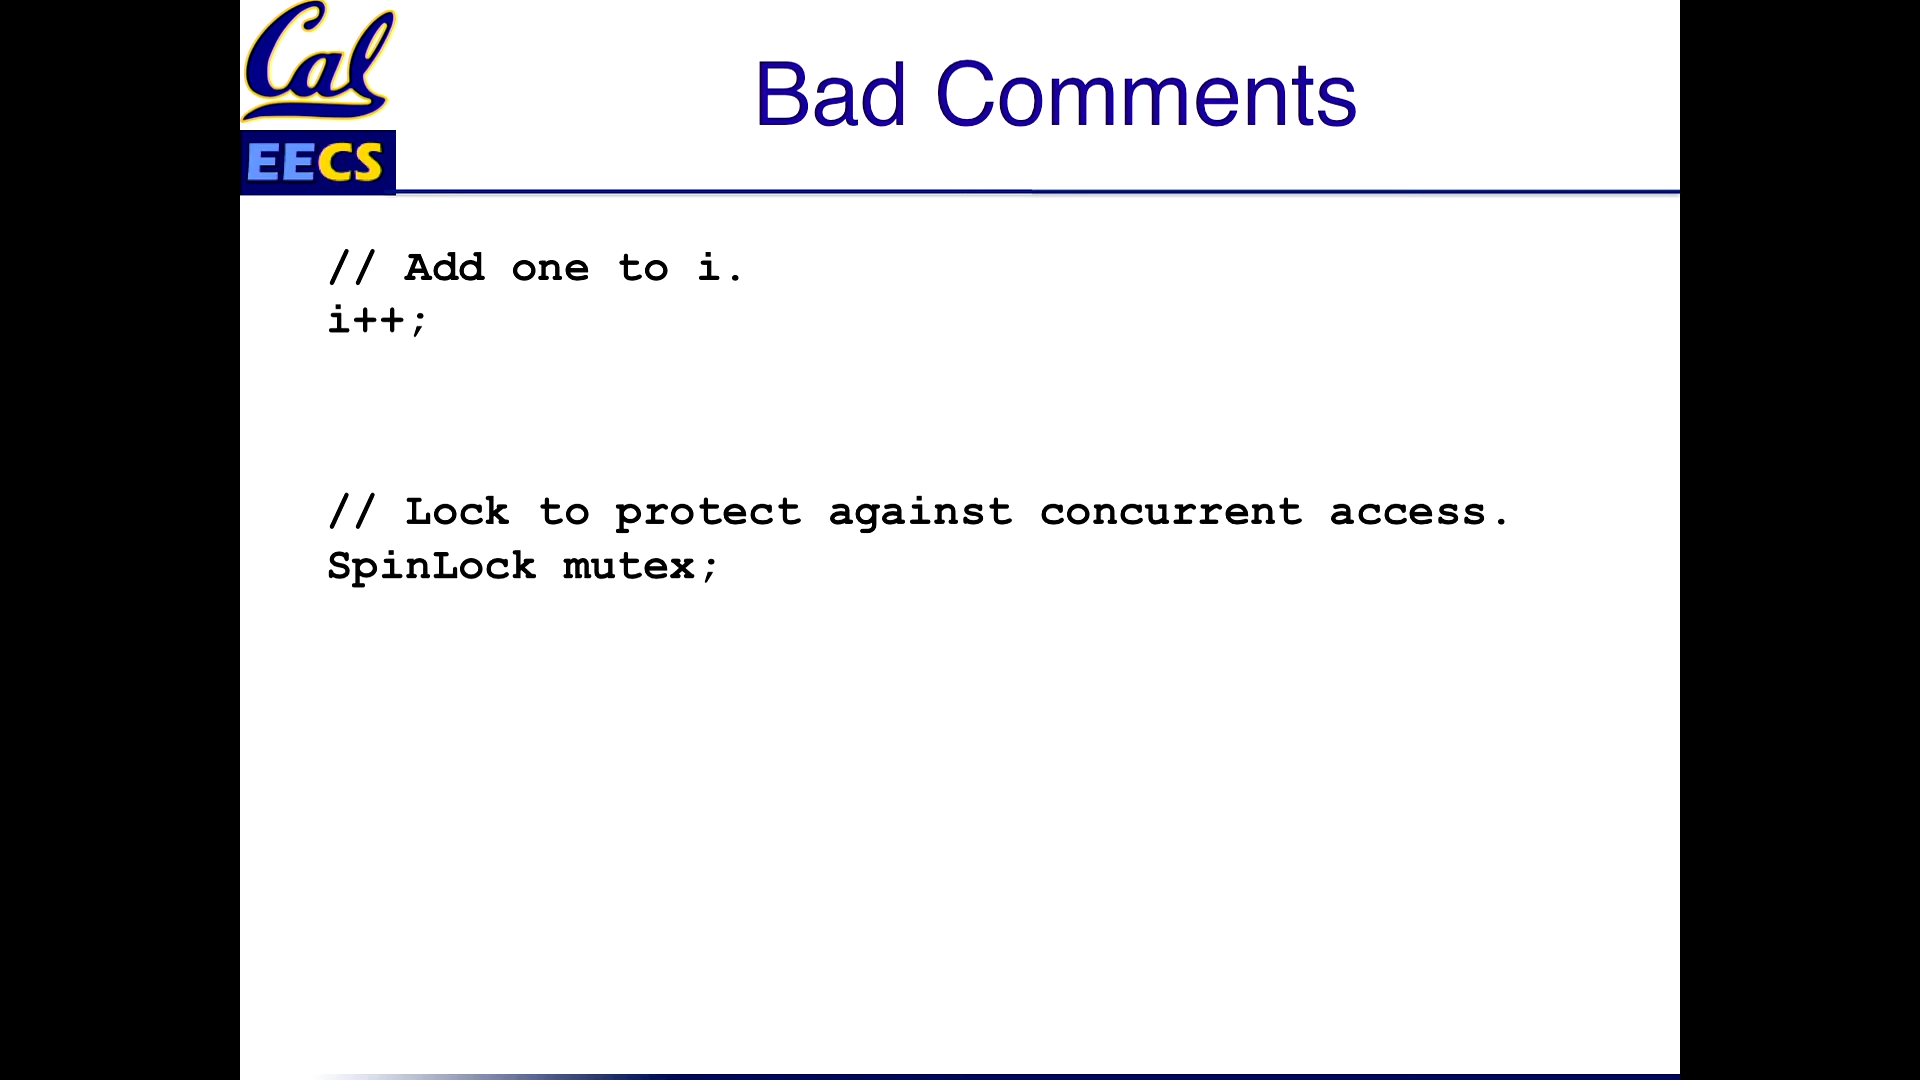 Cal
EECS
Bad Comments
// Add one to i.
i++;
// Lock to protect against concurrent access.
SpinLock mutex;